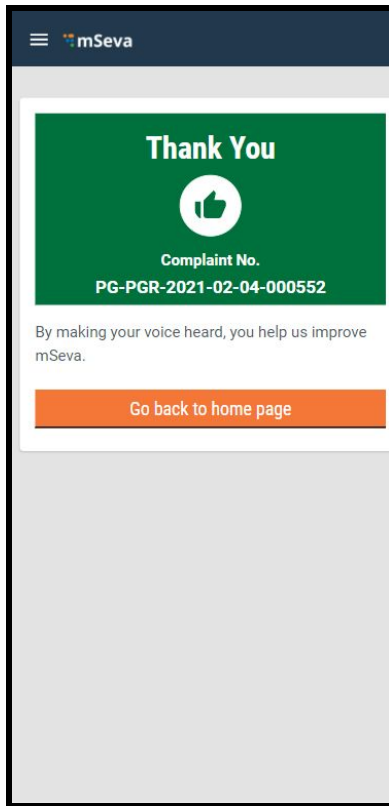 mSeva
Thank You
Complaint No.
PG-PGR-2021-02-04-000552
By making your voice heard, you help us improve
mSeva.
Go back to home page